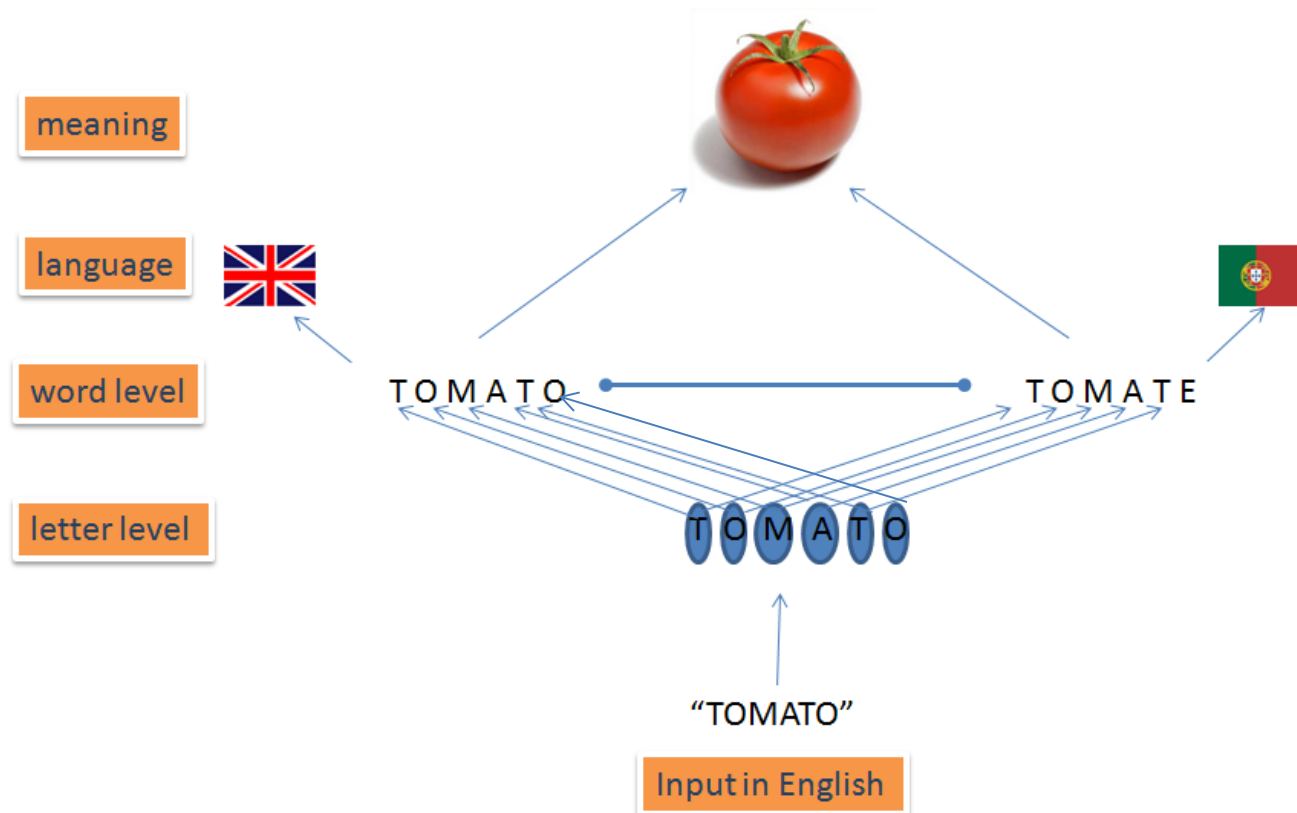 meaning
language
word level
TOMATO
TOMATE
letter level
TOMATO
“TOMATO”
Input in English